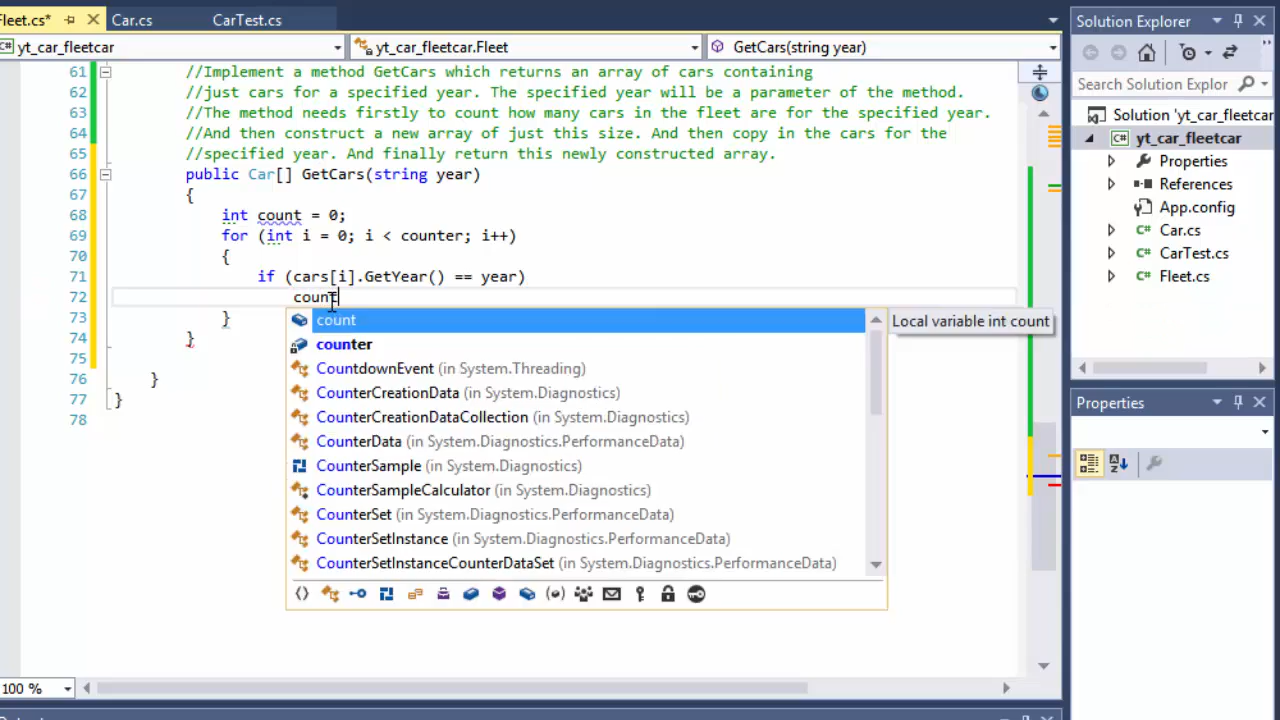 Fleet.cs* Car.cs CarTest.cs
yt_car_fleetcar yt_car_fleetcar.Fleet GetCars(string year)
61 //Implement a method GetCars which returns an array of cars containing
62 //just cars for a specified year. The specified year will be a parameter of the method.
63 //The method needs firstly to count how many cars in the fleet are for the specified year.
64 //And then construct a new array of just this size. And then copy in the cars for the
65 //specified year. And finally return this newly constructed array.
66 public Car[] GetCars(string year)
67 {
68 int count = 0;
69 for (int i = 0; i < counter; i++)
70 {
71 if (cars[i].GetYear() == year)
72 count
73 }
74 }
75
76 }
77 }
78
count
Local variable int count
counter
CountdownEvent (in System.Threading)
CounterCreationData (in System.Diagnostics)
CounterCreationDataCollection (in System.Diagnostics)
CounterData (in System.Diagnostics.PerformanceData)
CounterSample (in System.Diagnostics)
CounterSampleCalculator (in System.Diagnostics)
CounterSet (in System.Diagnostics.PerformanceData)
CounterSetInstance (in System.Diagnostics.PerformanceData)
CounterSetInstanceCounterDataSet (in System.Diagnostics.PerformanceData)
100 %
Solution Explorer
Search Solution Explor
Solution 'yt_car_fleetcar
yt_car_fleetcar
Properties
References
App.config
Car.cs
CarTest.cs
Fleet.cs
Properties